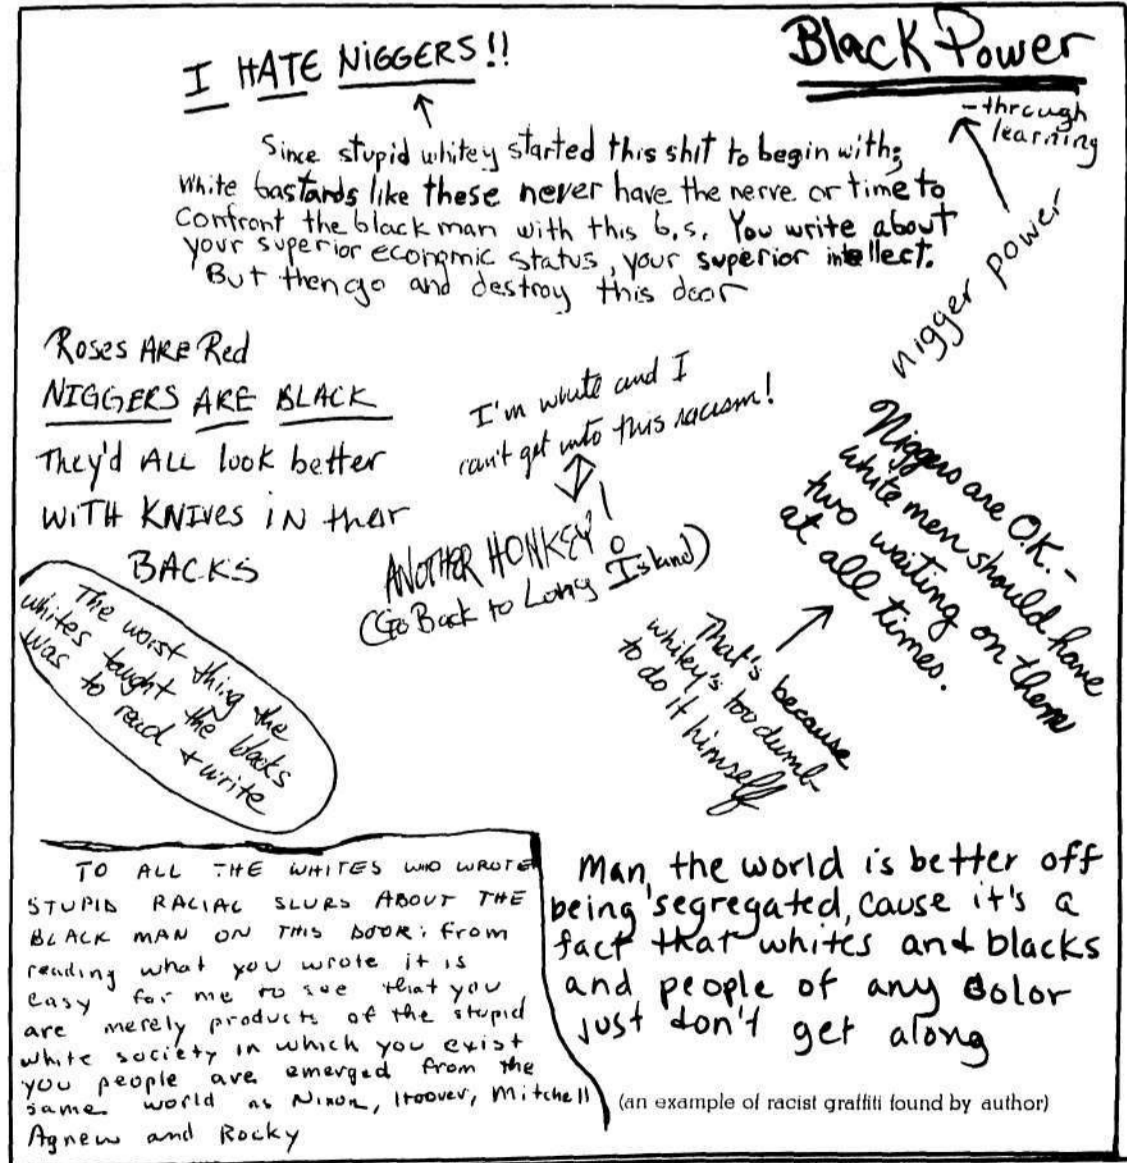 I HATE NIGGERS!!
Since stupid whitey started this shit to begin with;
White bastards like these never have the nerve or time to
confront the black man with this b.s. You write about
your superior economic status, your superior intellect.
But then go and destroy this door
Black Power
-through
learning
nigger power
Roses ARE Red
NIGGERS ARE BLACK
They'd ALL look better
WITH KNIVES iN their
BACKS
I'm white and I
can't get into this racism!
ANOTHER HONKEY!
(Go Back to Long Island)
Niggers are O.K. -
white men should have
two waiting on them
at all times.
That's because
whitey's too dumb
to do it himself
The worst thing the
whites taught the blacks
was to read + write
TO ALL THE WHITES WHO WROTE
STUPID RACIAL SLURS ABOUT THE
BLACK MAN ON THIS DOOR: From
reading what you wrote it is
easy for me to see that you
are merely products of the stupid
white society in which you exist
you people are emerged from the
same world as Nixon, Hoover, Mitchell
Agnew and Rocky
Man, the world is better off
being segregated, cause it's a
fact that whites and blacks
and people of any color
just don't get along
(an example of racist graffiti found by author)